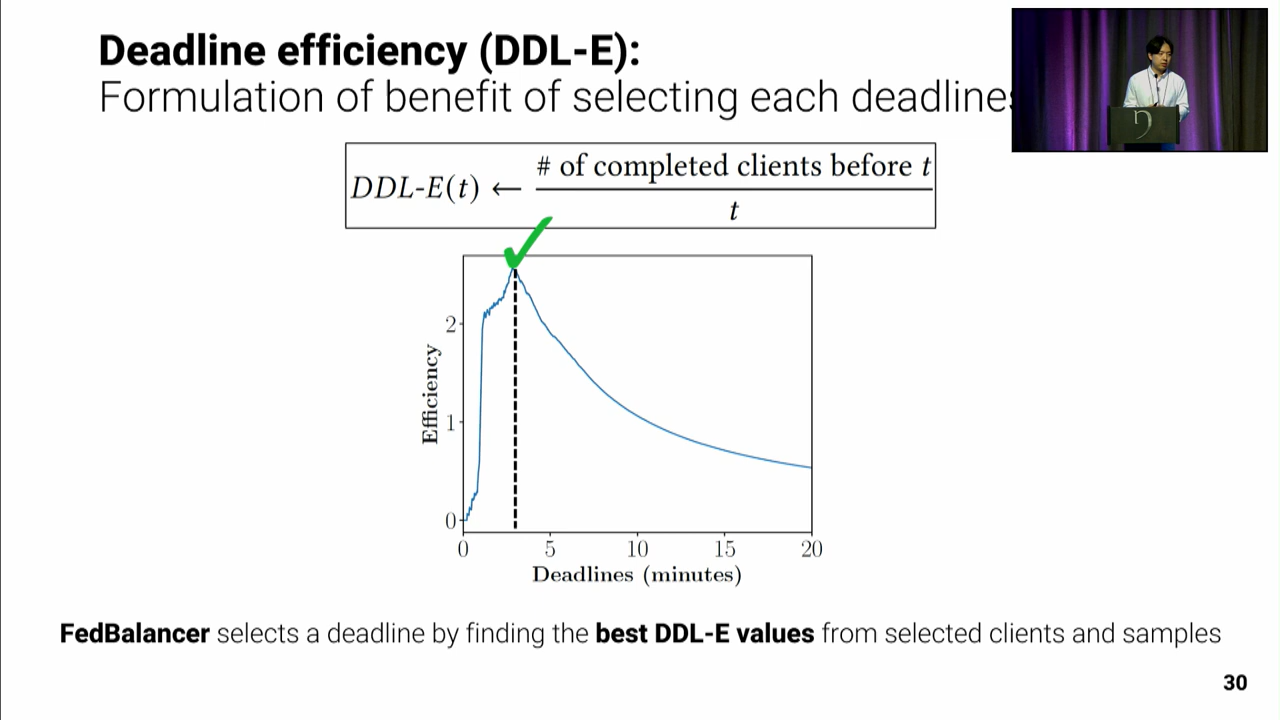 Deadline efficiency (DDL-E):
Formulation of benefit of selecting each deadlines
DDL-E(t) ← # of completed clients before t
t
2
1
0
Efficiency
0 5 10 15 20
Deadlines (minutes)
FedBalancer selects a deadline by finding the best DDL-E values from selected clients and samples
30